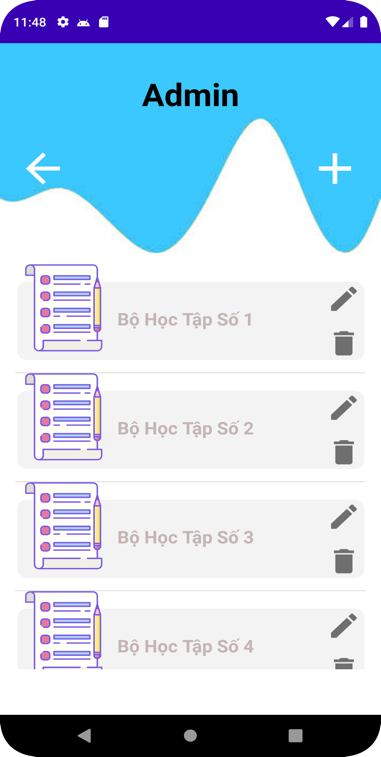 11:48
Admin
Bộ Học Tập Số 1
Bộ Học Tập Số 2
Bộ Học Tập Số 3
Bộ Học Tập Số 4